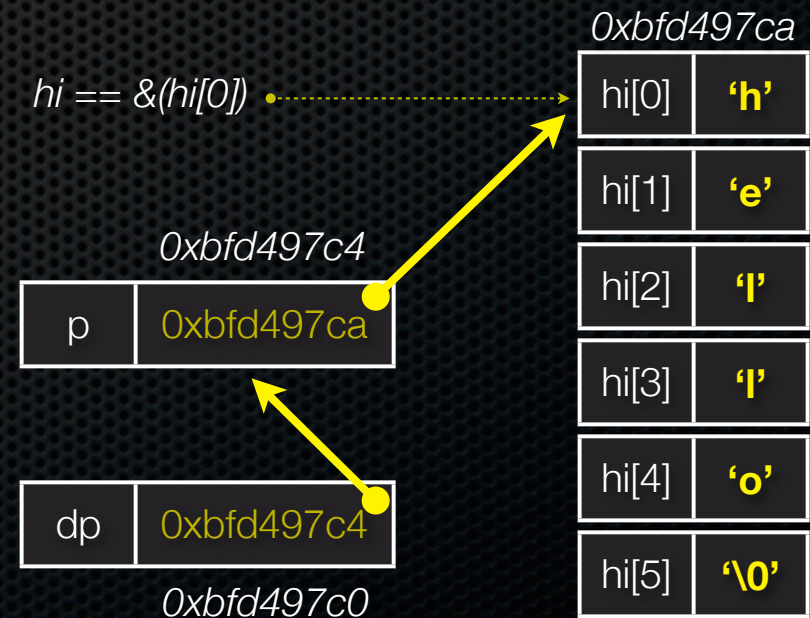 0xbfd497ca
hi == &(hi[0])
hi[0] ‘h’
hi[1] ‘e’
0xbfd497c4
hi[2] ‘l’
p 0xbfd497ca
hi[3] ‘l’
hi[4] ‘o’
dp 0xbfd497c4
hi[5] ‘\0’
0xbfd497c0